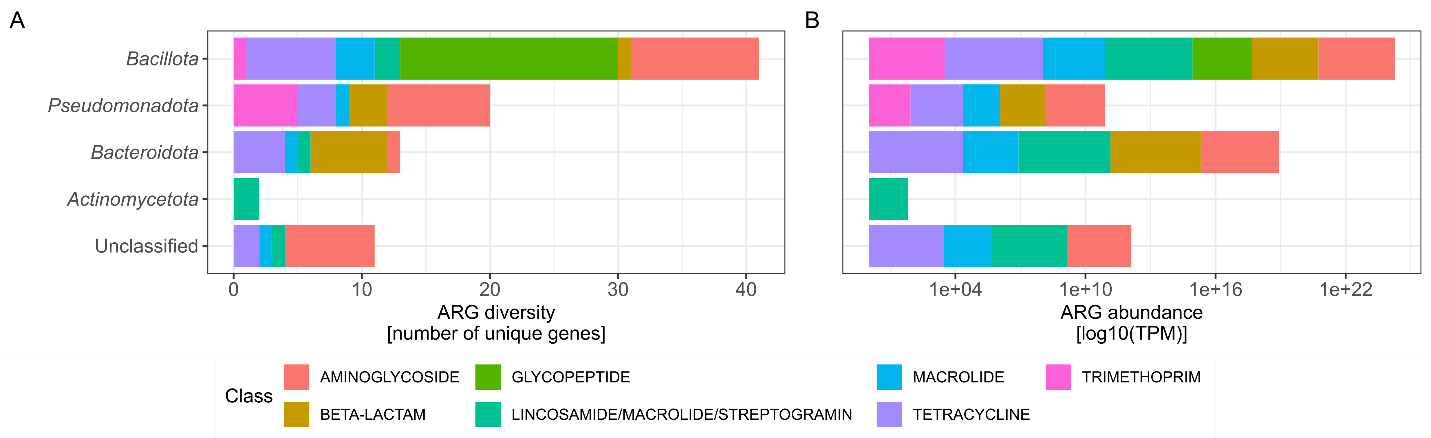 A
B
Bacillota
Pseudomonadota
Bacteroidota
Actinomycetota
Unclassified
0 10 20 30 40
1e+04 1e+10 1e+16 1e+22
ARG diversity
[number of unique genes]
ARG abundance
[log10(TPM)]
Class
AMINOGLYCOSIDE
BETA-LACTAM
GLYCOPEPTIDE
LINCOSAMIDE/MACROLIDE/STREPTOGRAMIN
MACROLIDE
TETRACYCLINE
TRIMETHOPRIM